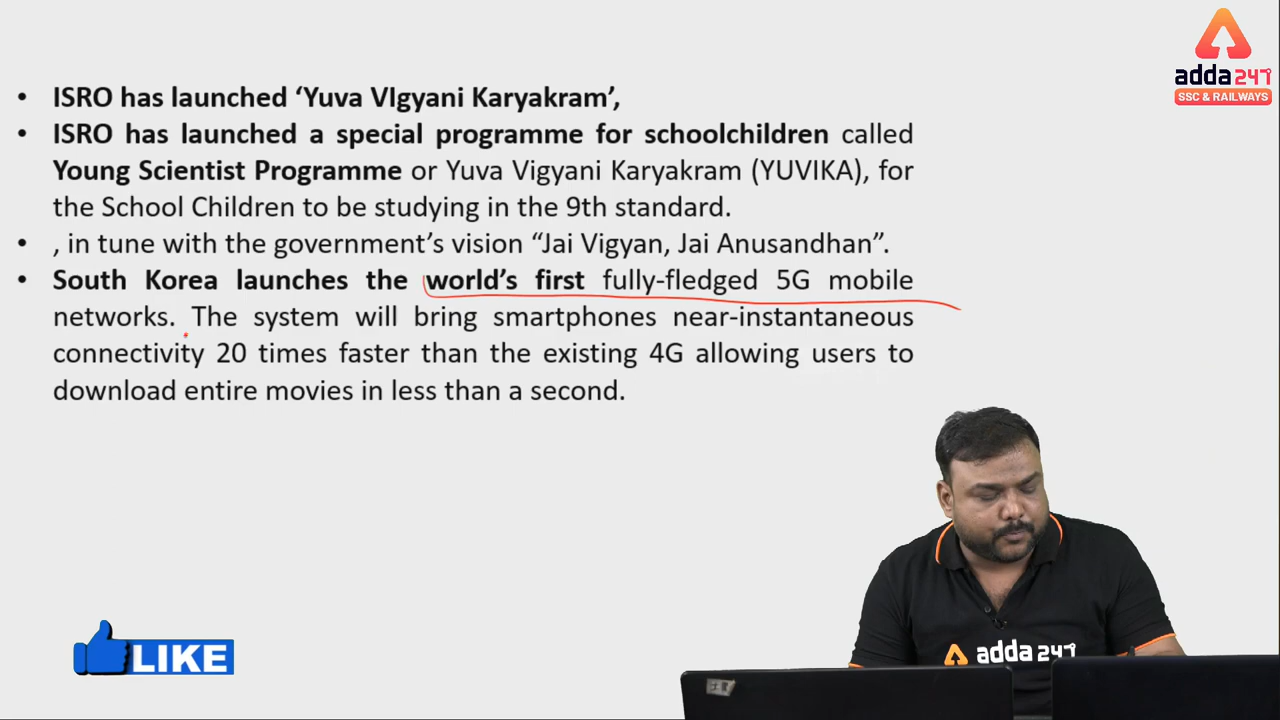 adda247
SSC & RAILWAYS
• ISRO has launched ‘Yuva VIgyani Karyakram’,
• ISRO has launched a special programme for schoolchildren called
Young Scientist Programme or Yuva Vigyani Karyakram (YUVIKA), for
the School Children to be studying in the 9th standard.
• , in tune with the government’s vision “Jai Vigyan, Jai Anusandhan”.
• South Korea launches the world’s first fully-fledged 5G mobile
networks. The system will bring smartphones near-instantaneous
connectivity 20 times faster than the existing 4G allowing users to
download entire movies in less than a second.
LIKE
adda247